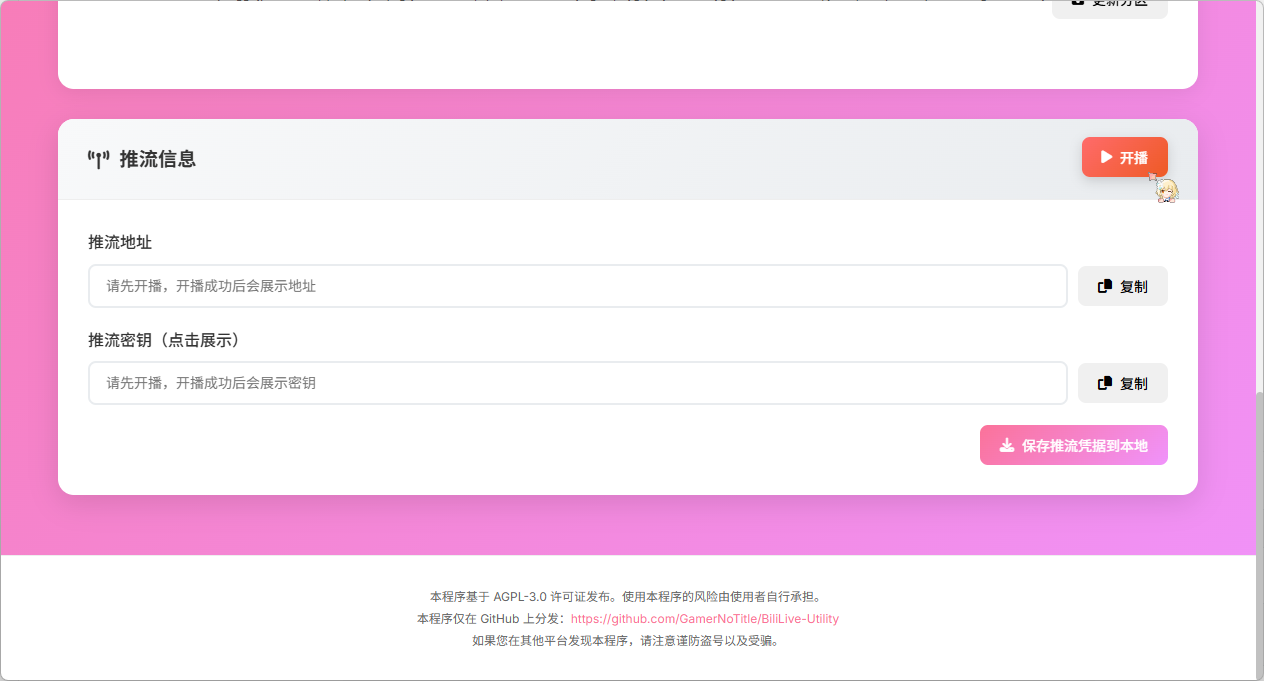 更新分区
推流信息
开播
推流地址
请先开播，开播成功后会展示地址
复制
推流密钥（点击展示）
请先开播，开播成功后会展示密钥
复制
保存推流凭据到本地
本程序基于 AGPL-3.0 许可证发布。使用本程序的风险由使用者自行承担。
本程序仅在 GitHub 上分发：https://github.com/GamerNoTitle/BiliLive-Utility
如果您在其他平台发现本程序，请注意谨防盗号以及受骗。